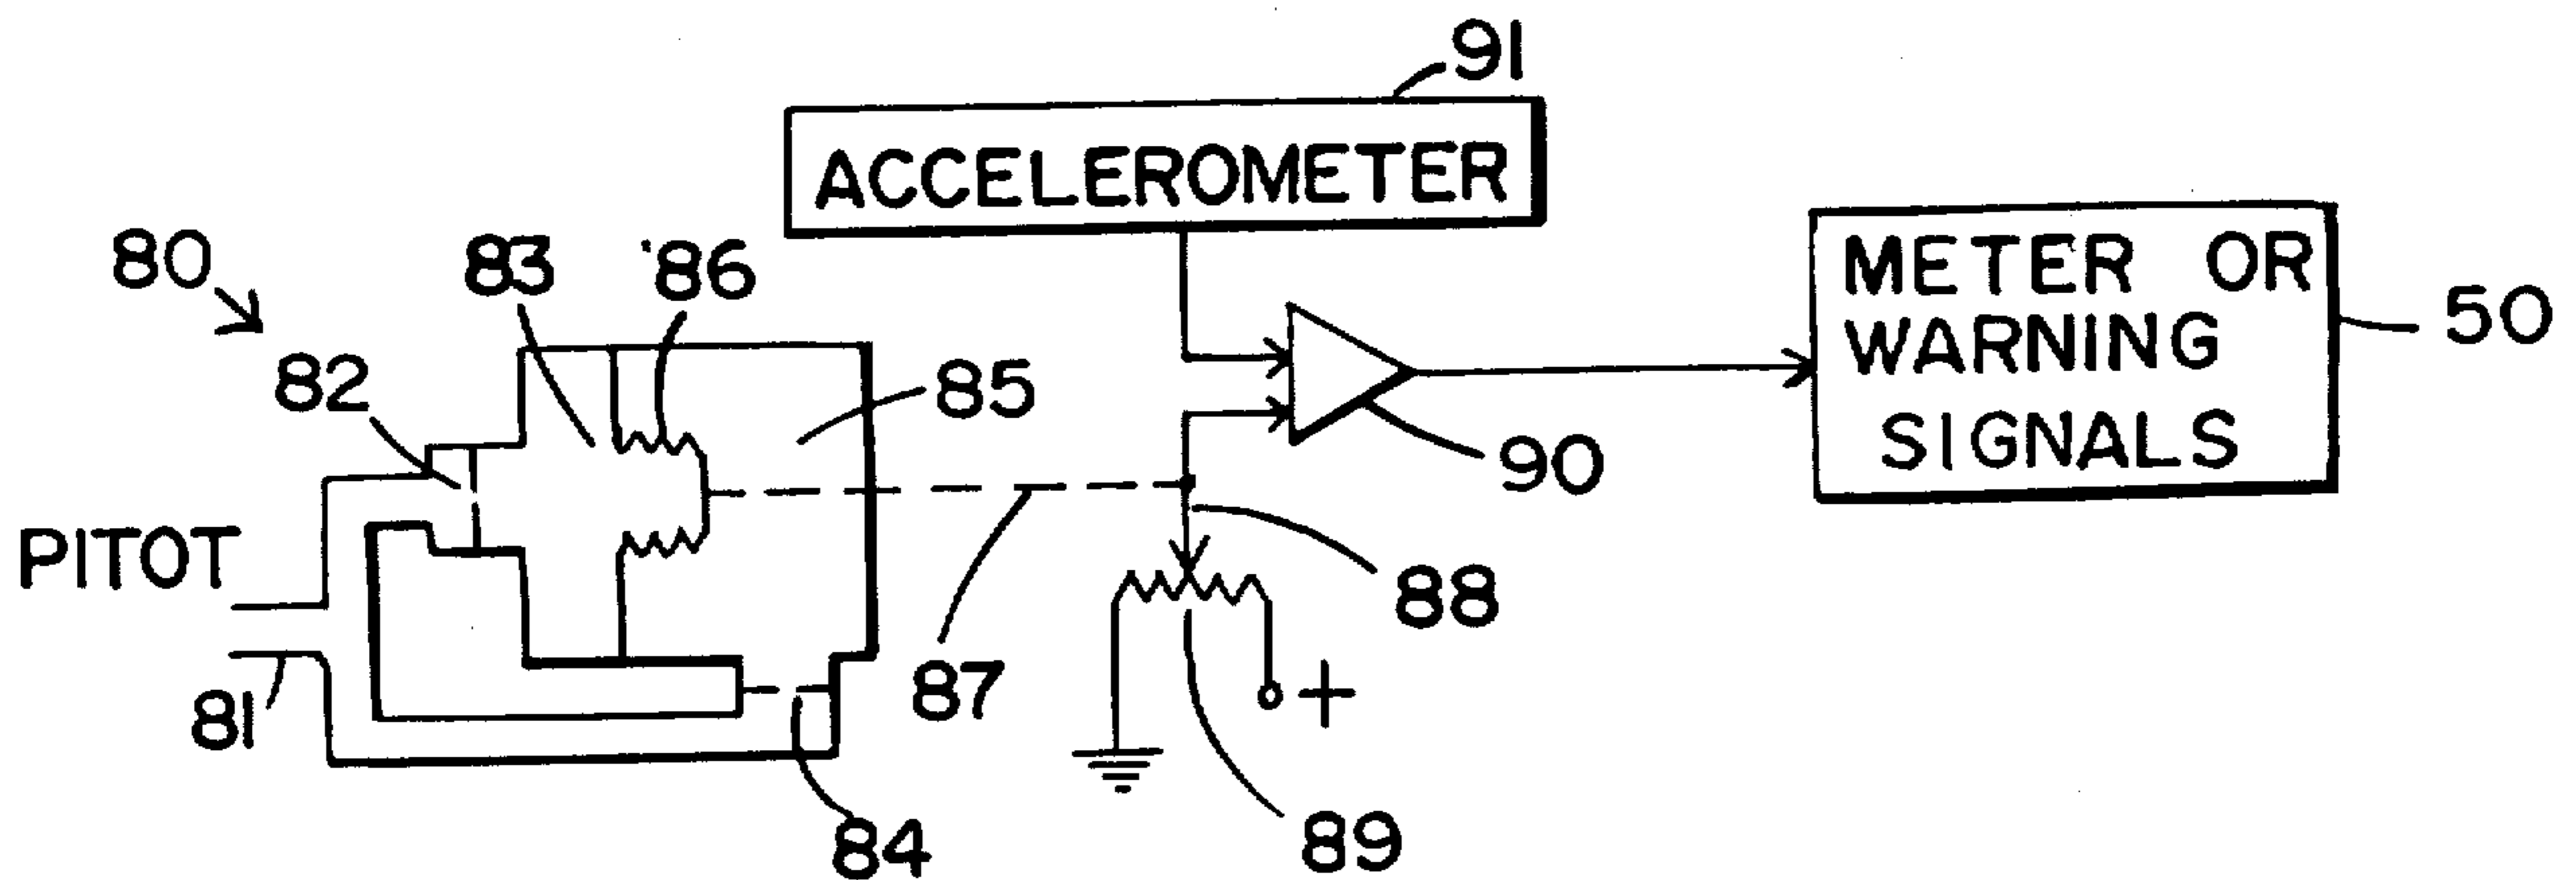 91
ACCELEROMETER
80
83
86
METER OR
WARNING
SIGNALS
50
82
85
90
PITOT
88
81
87
+
84
89